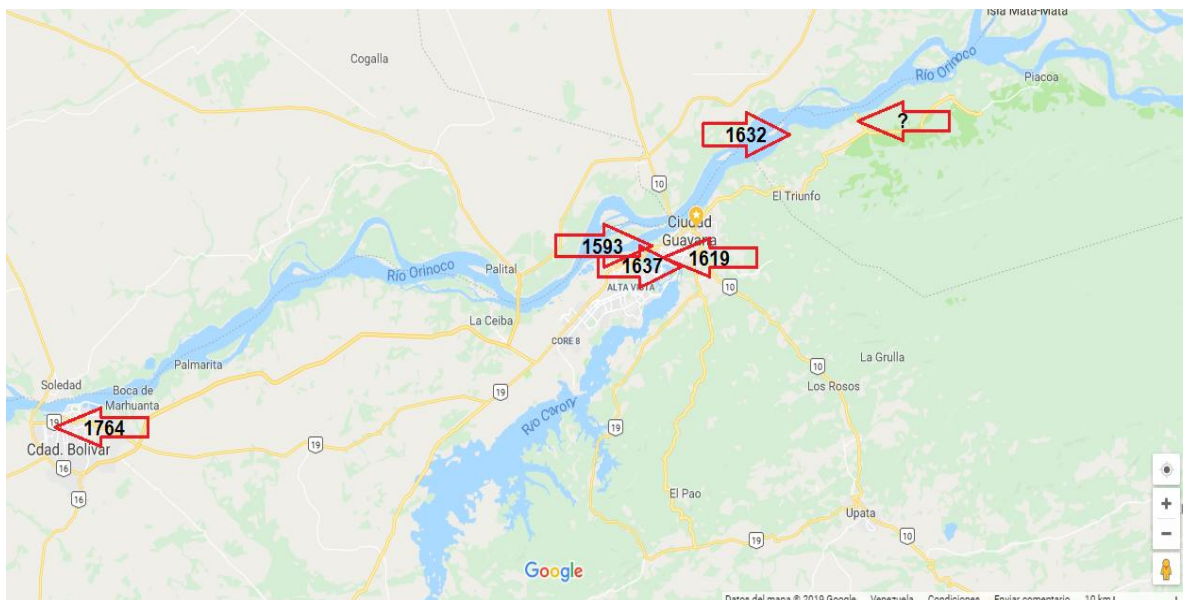 Isla Mata-Mata
Cogalla
Río Orinoco
Piacoa
?
1632
10
El Triunfo
Ciudad
Guayana
1593
1637
1619
Río Orinoco
Palital
ALTA VISTA
10
La Ceiba
CORE 8
La Grulla
Palmarita
10
Los Rosos
Soledad
Boca de
Marhuanta
19
Río Caroní
19
1764
19
19
Cdad. Bolívar
16
16
El Pao
Upata
19
10
Google
Datos del mapa © 2019 Google Venezuela Condiciones Enviar comentario 10 km